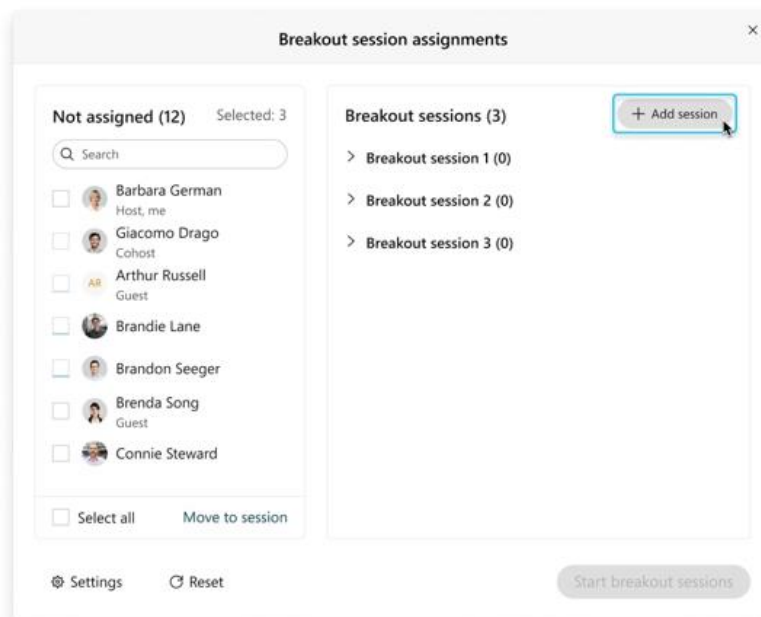 Breakout session assignments
Not assigned (12)
Selected: 3
Search
Barbara German
Host, me
Giacomo Drago
Cohost
AR
Arthur Russell
Guest
Brandie Lane
Brandon Seeger
Brenda Song
Guest
Connie Steward
Select all
Move to session
Breakout sessions (3)
+ Add session
Breakout session 1 (0)
Breakout session 2 (0)
Breakout session 3 (0)
Settings
Reset
Start breakout sessions